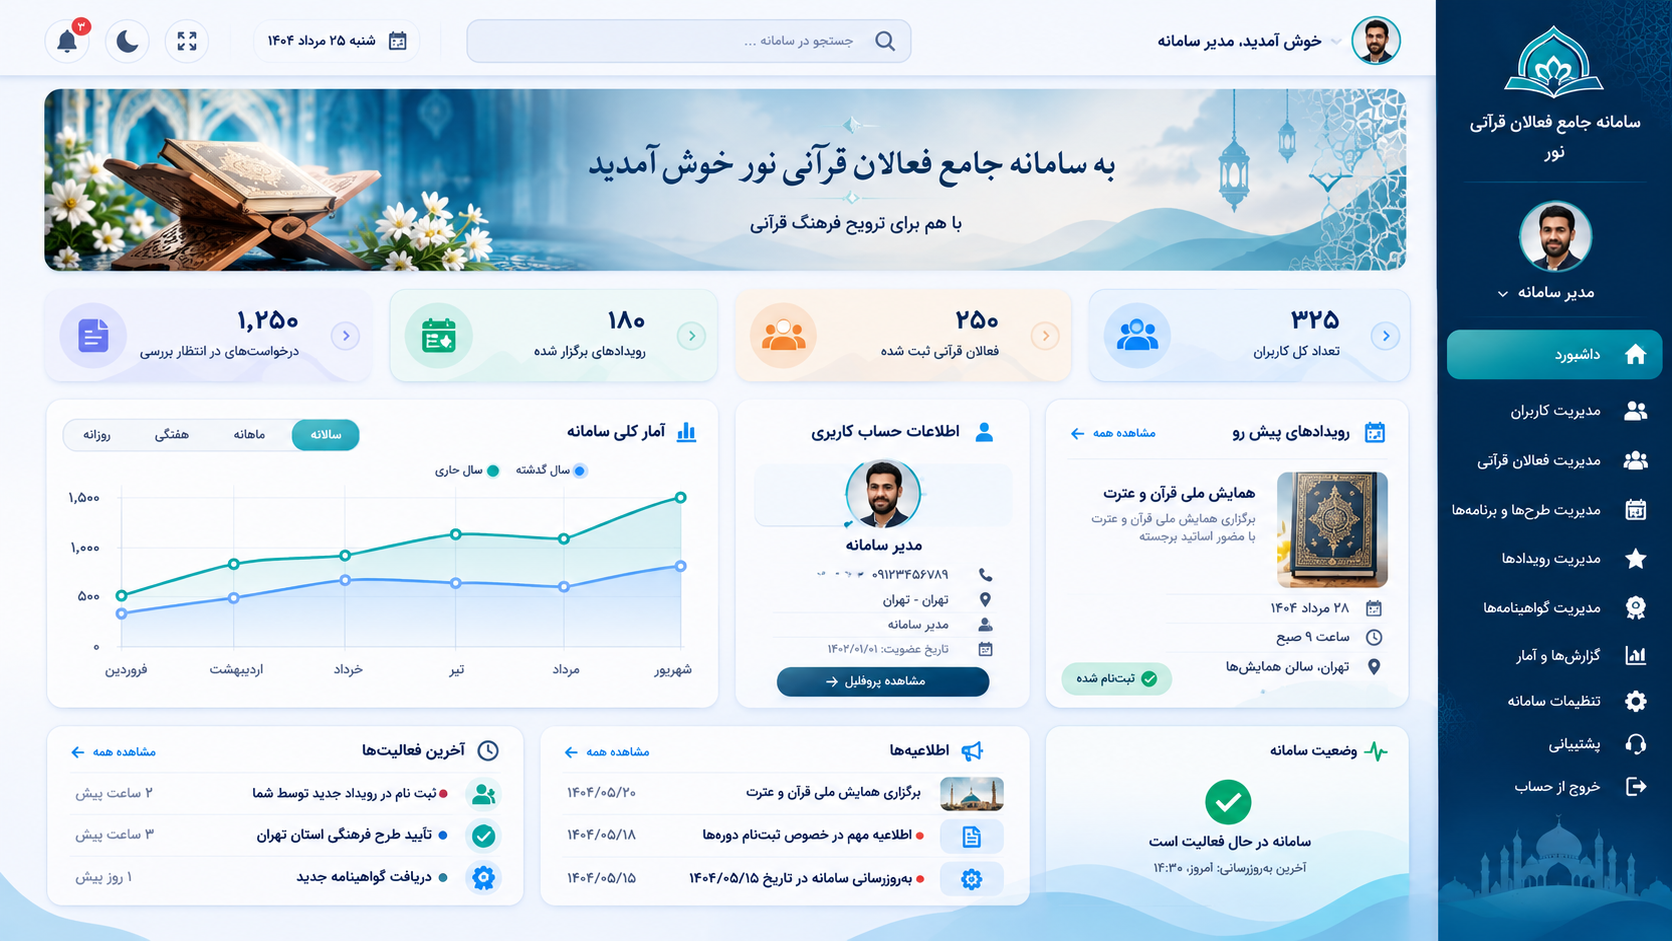 خوش آمدید، مدیر سامانه
جستجو در سامانه ...
شنبه ۲۵ مرداد ۱۴۰۴
۳
سامانه جامع فعالان قرآنی
نور
مدیر سامانه
داشبورد
مدیریت کاربران
مدیریت فعالان قرآنی
مدیریت طرح‌ها و برنامه‌ها
مدیریت رویدادها
مدیریت گواهینامه‌ها
گزارش‌ها و آمار
تنظیمات سامانه
پشتیبانی
خروج از حساب
به سامانه جامع فعالان قرآنی نور خوش آمدید
با هم برای ترویج فرهنگ قرآنی
۳۲۵
تعداد کل کاربران
۲۵۰
فعالان قرآنی ثبت شده
۱۸۰
رویدادهای برگزار شده
۱,۲۵۰
درخواست‌های در انتظار بررسی
رویدادهای پیش رو
مشاهده همه
همایش ملی قرآن و عترت
برگزاری همایش ملی قرآن و عترت
با حضور اساتید برجسته
۲۸ مرداد ۱۴۰۴
ساعت ۹ صبح
تهران، سالن همایش‌ها
ثبت‌نام شده
اطلاعات حساب کاربری
مدیر سامانه
۰۹۱۲۳۴۵۶۷۸۹
تهران - تهران
مدیر سامانه
تاریخ عضویت: ۱۴۰۲/۰۱/۰۱
مشاهده پروفایل
آمار کلی سامانه
سالانه
ماهانه
هفتگی
روزانه
سال گذشته
سال جاری
۱,۵۰۰
۱,۰۰۰
۵۰۰
۰
فروردین
اردیبهشت
خرداد
تیر
مرداد
شهریور
وضعیت سامانه
سامانه در حال فعالیت است
آخرین به‌روزرسانی: امروز، ۱۴:۳۰
اطلاعیه‌ها
مشاهده همه
برگزاری همایش ملی قرآن و عترت
۱۴۰۴/۰۵/۲۰
اطلاعیه مهم در خصوص ثبت‌نام دوره‌ها
۱۴۰۴/۰۵/۱۸
به‌روزرسانی سامانه در تاریخ ۱۴۰۴/۰۵/۱۵
۱۴۰۴/۰۵/۱۵
آخرین فعالیت‌ها
مشاهده همه
ثبت نام در رویداد جدید توسط شما
۲ ساعت پیش
تأیید طرح فرهنگی استان تهران
۳ ساعت پیش
دریافت گواهینامه جدید
۱ روز پیش